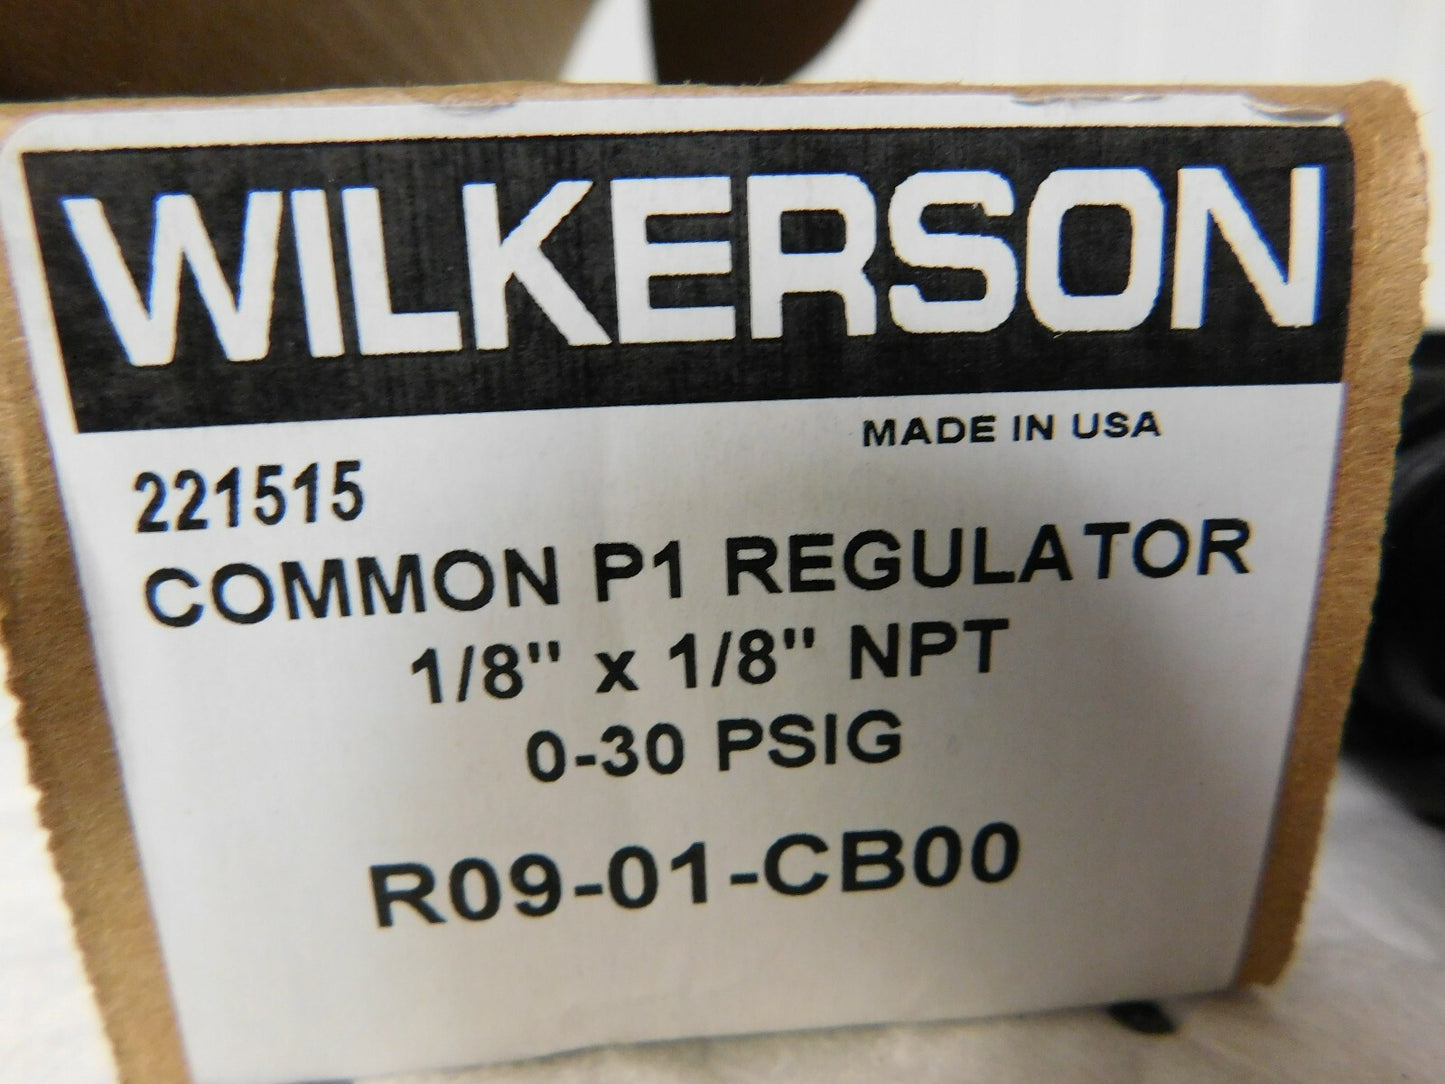 WILKERSON
MADE IN USA
221515
COMMON P1 REGULATOR
1/8" x 1/8" NPT
0-30 PSIG
R09-01-CB00